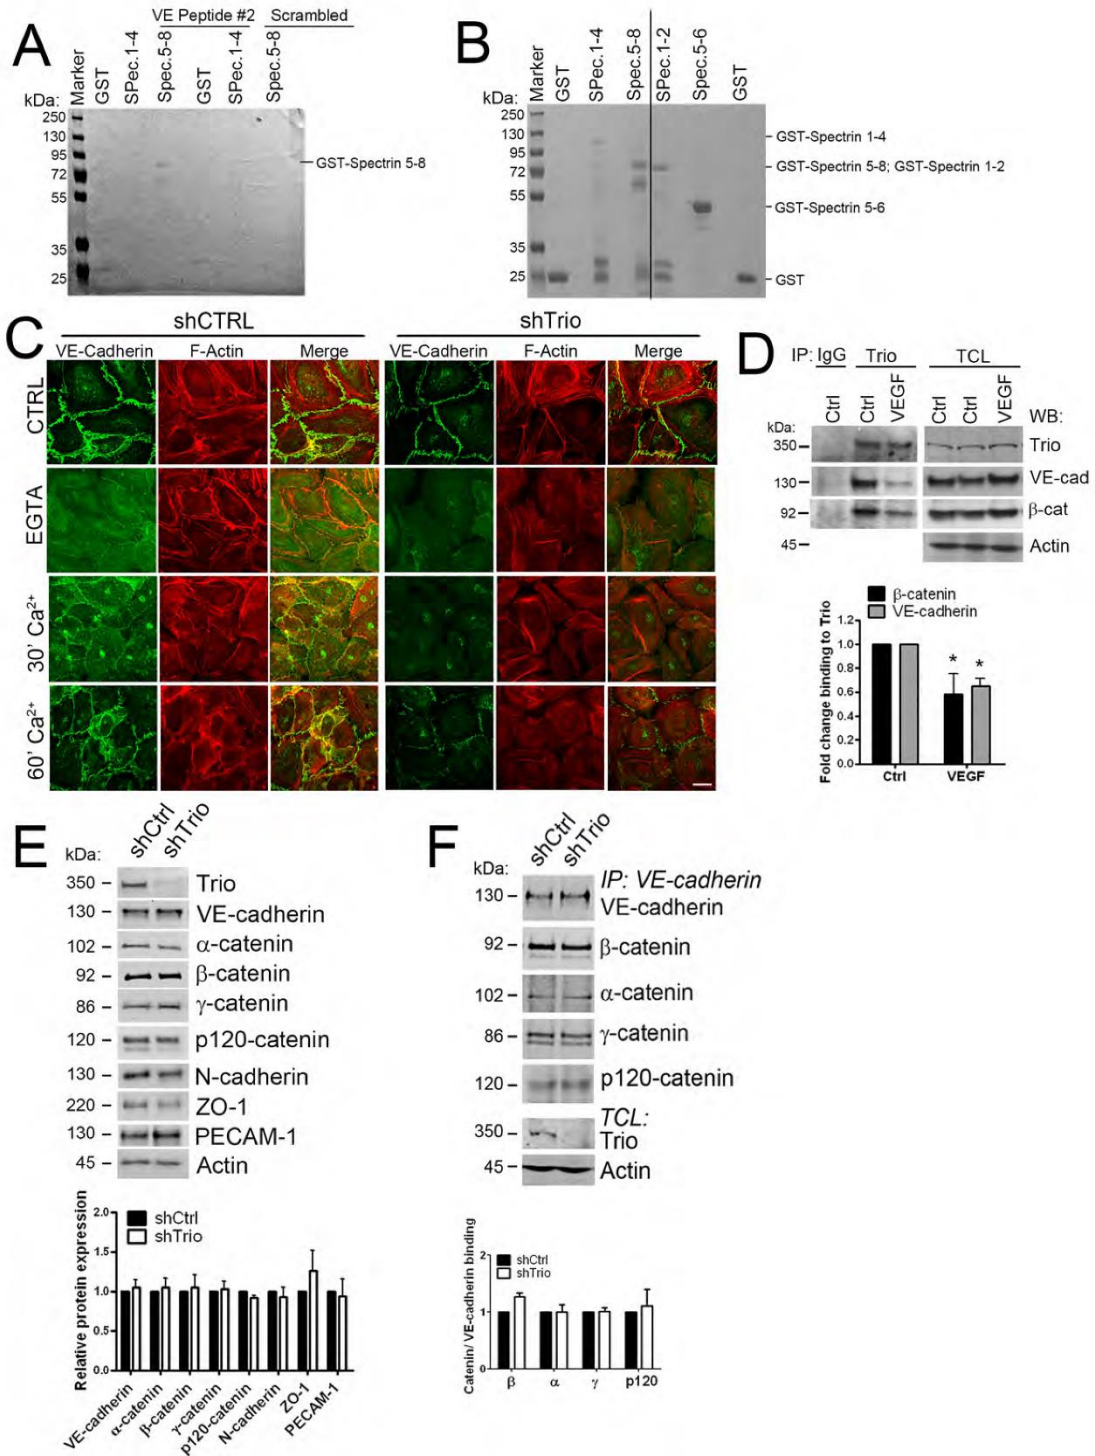 A
VE Peptide #2 Scrambled
kDa: Marker GST SPec.1-4 Spec.5-8 GST SPec.1-4 Spec.5-8
250
130
95
72
55
35
25
GST-Spectrin 5-8
B
kDa: Marker GST SPec.1-4 Spec.5-8 SPec.1-2 Spec.5-6 GST
250
130
95
72
55
35
25
GST-Spectrin 1-4
GST-Spectrin 5-8; GST-Spectrin 1-2
GST-Spectrin 5-6
GST
C
shCTRL shTrio
VE-Cadherin F-Actin Merge VE-Cadherin F-Actin Merge
CTRL
EGTA
30' Ca²⁺
60' Ca²⁺
D
IP: IgG Trio TCL
Ctrl Ctrl VEGF Ctrl Ctrl VEGF WB:
kDa:
350 Trio
130 VE-cad
92 β-cat
45 Actin
β-catenin
VE-cadherin
Fold change binding to Trio
1.2
1.0
0.8
0.6
0.4
0.2
0.0
* *
Ctrl VEGF
E
kDa: shCtrl shTrio
350 Trio
130 VE-cadherin
102 α-catenin
92 β-catenin
86 γ-catenin
120 p120-catenin
130 N-cadherin
220 ZO-1
130 PECAM-1
45 Actin
Relative protein expression
2.0
1.5
1.0
0.5
0.0
shCtrl
shTrio
VE-cadherin α-catenin β-catenin γ-catenin p120-catenin N-cadherin ZO-1 PECAM-1
F
kDa: shCtrl shTrio
IP: VE-cadherin
130 VE-cadherin
92 β-catenin
102 α-catenin
86 γ-catenin
120 p120-catenin
TCL:
350 Trio
45 Actin
Catenin/ VE-cadherin binding
2
1
0
shCtrl
shTrio
β α γ p120